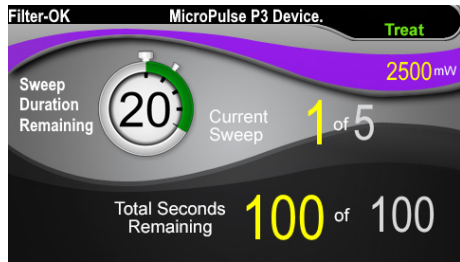 Filter-OK MicroPulse P3 Device.
Treat
2500mW
Sweep
Duration
Remaining
20
Current
Sweep
1 of 5
Total Seconds
Remaining
100 of 100